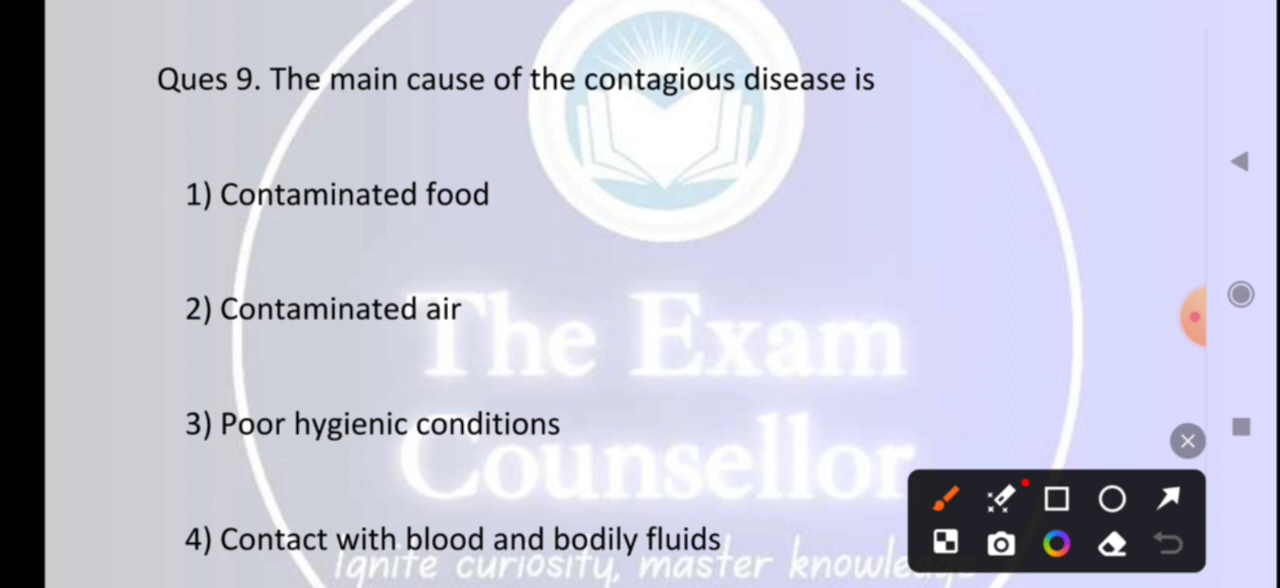 Ques 9. The main cause of the contagious disease is
1) Contaminated food
2) Contaminated air
The Exam
3) Poor hygienic conditions
Counsellor
4) Contact with blood and bodily fluids
Ignite curiosity, master